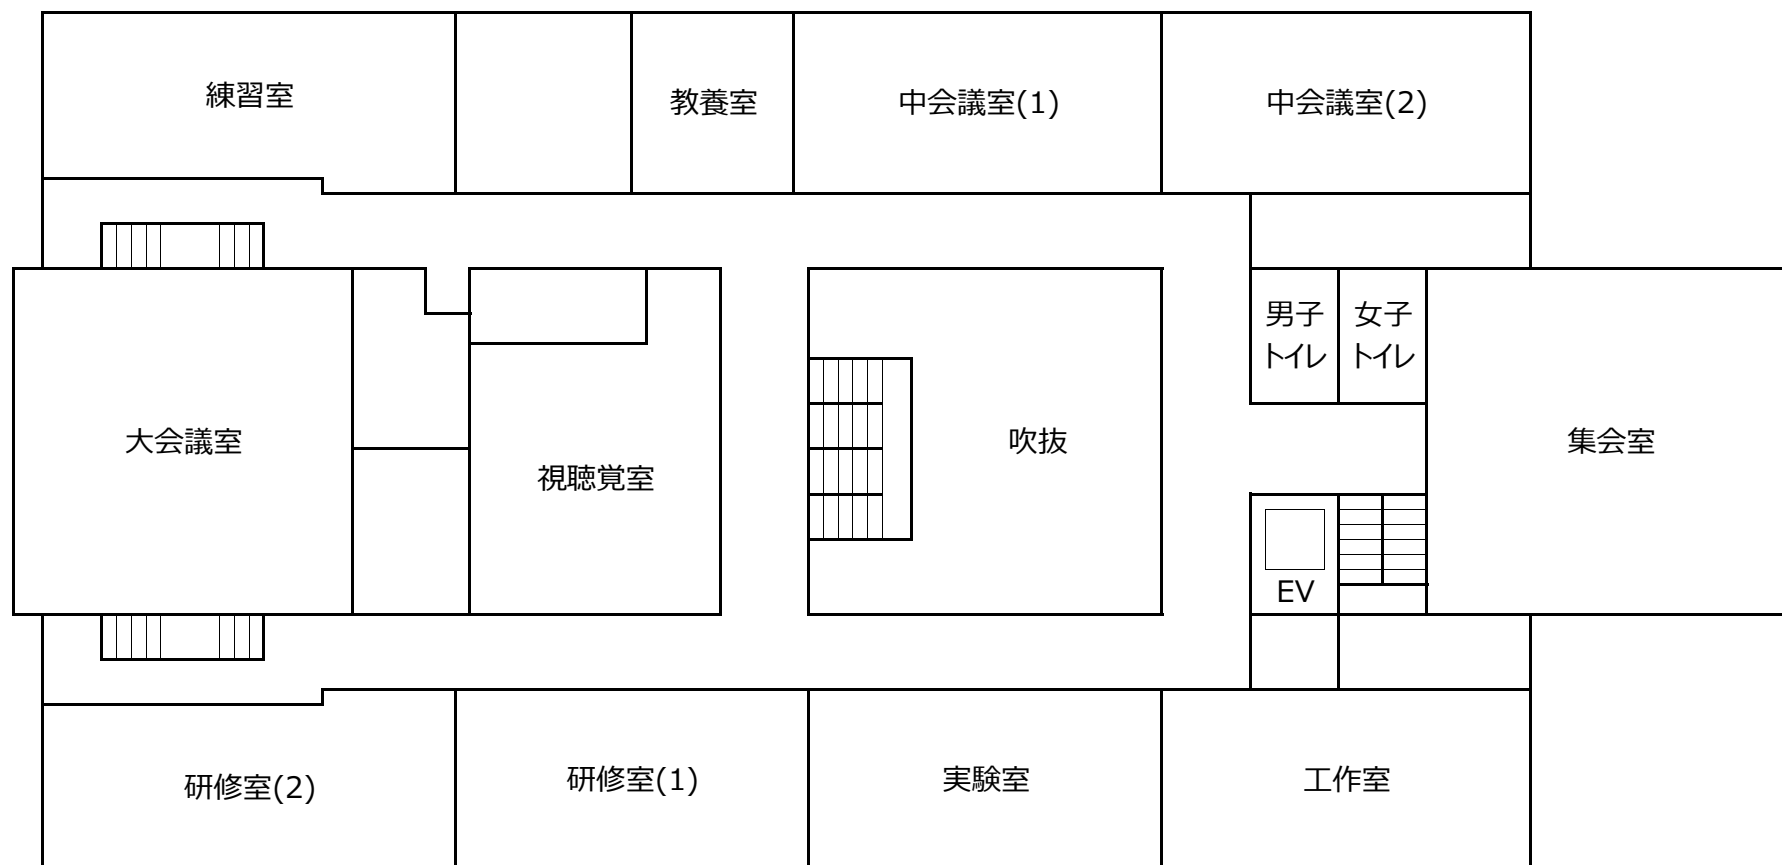 練習室
教養室
中会議室(1)
中会議室(2)
男子
トイレ
女子
トイレ
大会議室
視聴覚室
吹抜
集会室
EV
研修室(2)
研修室(1)
実験室
工作室